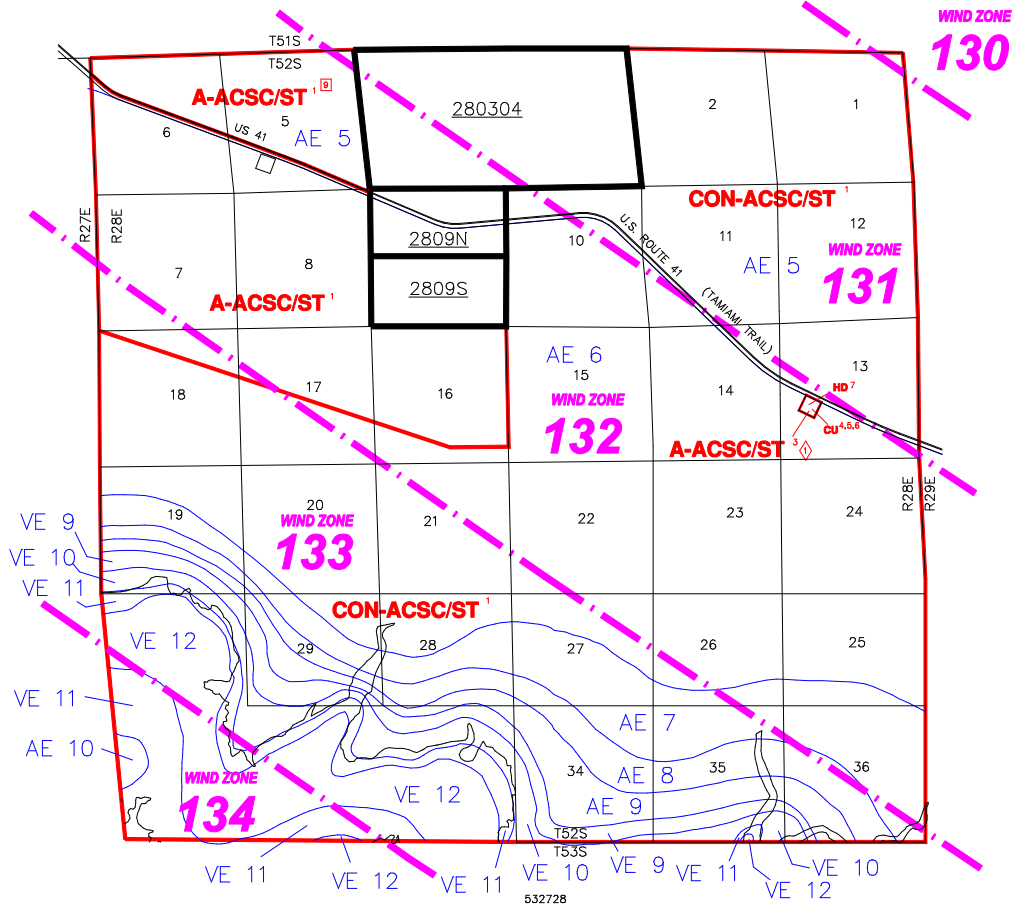 WIND ZONE
130
T51S
T52S
A-ACSC/ST 1 9
280304
2
1
6
5
US 41
AE 5
CON-ACSC/ST 1
R27E
R28E
2809N
U.S. ROUTE 41
(TAMIAMI TRAIL)
10
11
12
AE 5
WIND ZONE
131
7
8
2809S
A-ACSC/ST 1
AE 6
15
18
17
16
14
13
HD 7
CU 4,5,6
WIND ZONE
132
A-ACSC/ST 3 1
R28E
R29E
19
20
21
22
23
24
WIND ZONE
133
VE 9
VE 10
VE 11
CON-ACSC/ST 1
VE 12
29
28
27
26
25
VE 11
AE 10
AE 7
34
AE 8
35
36
AE 9
WIND ZONE
134
VE 12
T52S
T53S
VE 11
VE 12
VE 11
VE 10
VE 9
VE 11
VE 12
VE 10
532728